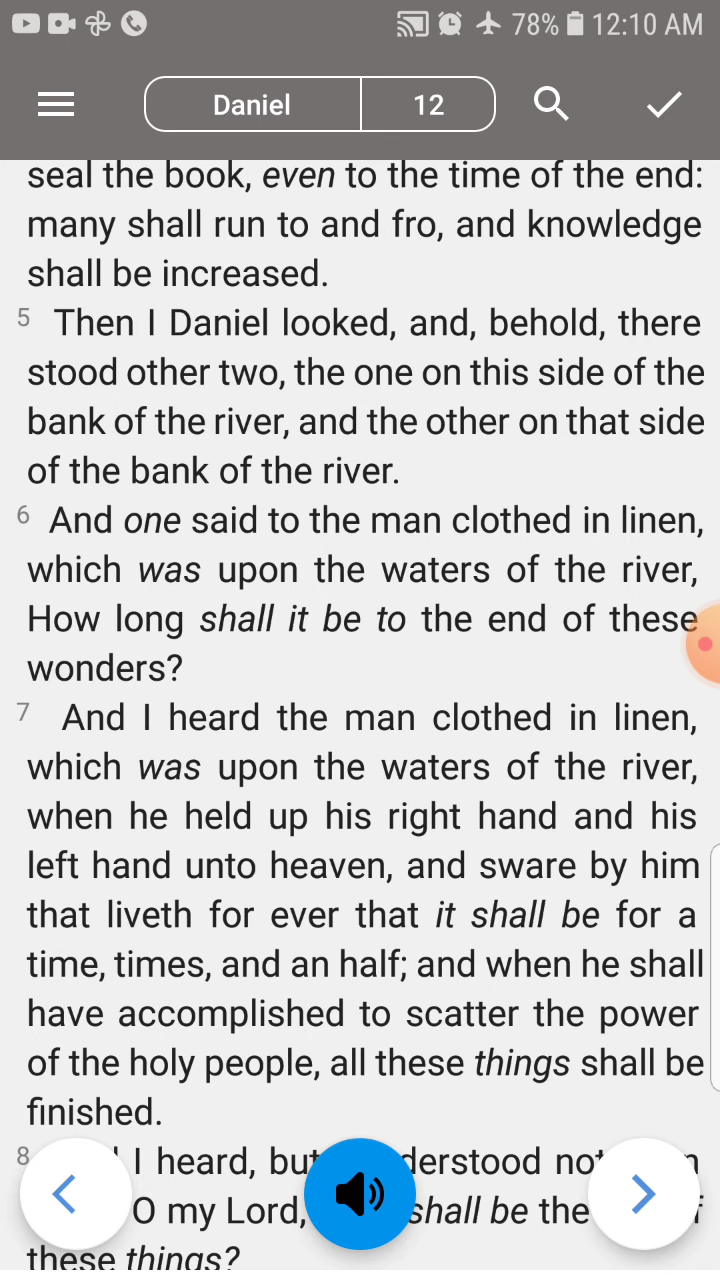 78% 12:10 AM
Daniel 12
seal the book, even to the time of the end:
many shall run to and fro, and knowledge
shall be increased.
5 Then I Daniel looked, and, behold, there
stood other two, the one on this side of the
bank of the river, and the other on that side
of the bank of the river.
6 And one said to the man clothed in linen,
which was upon the waters of the river,
How long shall it be to the end of these
wonders?
7 And I heard the man clothed in linen,
which was upon the waters of the river,
when he held up his right hand and his
left hand unto heaven, and sware by him
that liveth for ever that it shall be for a
time, times, and an half; and when he shall
have accomplished to scatter the power
of the holy people, all these things shall be
finished.
8 I heard,
O my Lord, shall be the
these things?